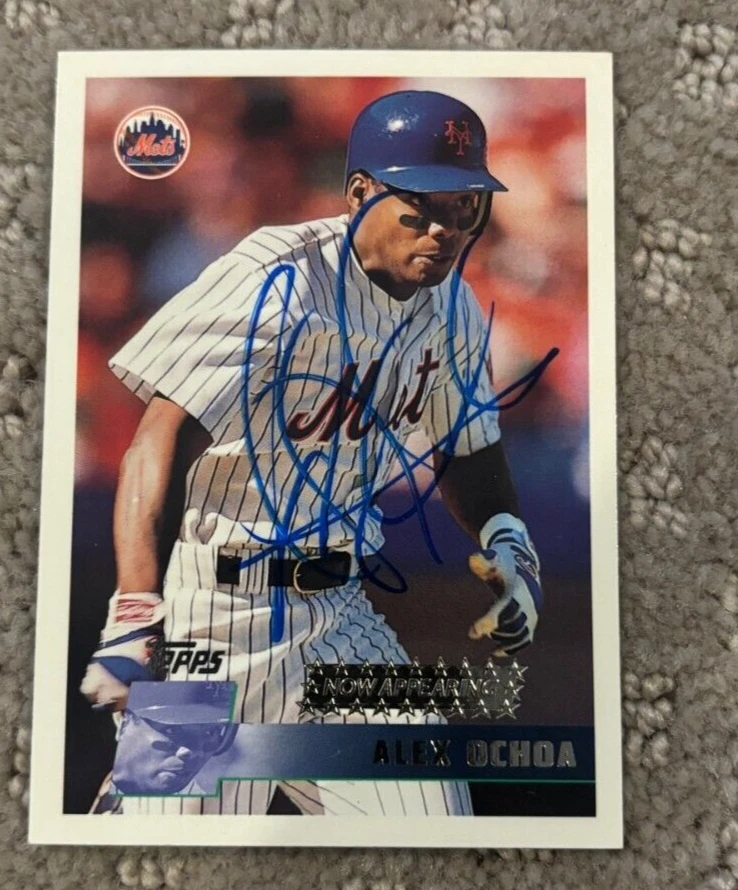 Mets
NY
Mets
TOPPS
NOW APPEARING
ALEX OCHOA